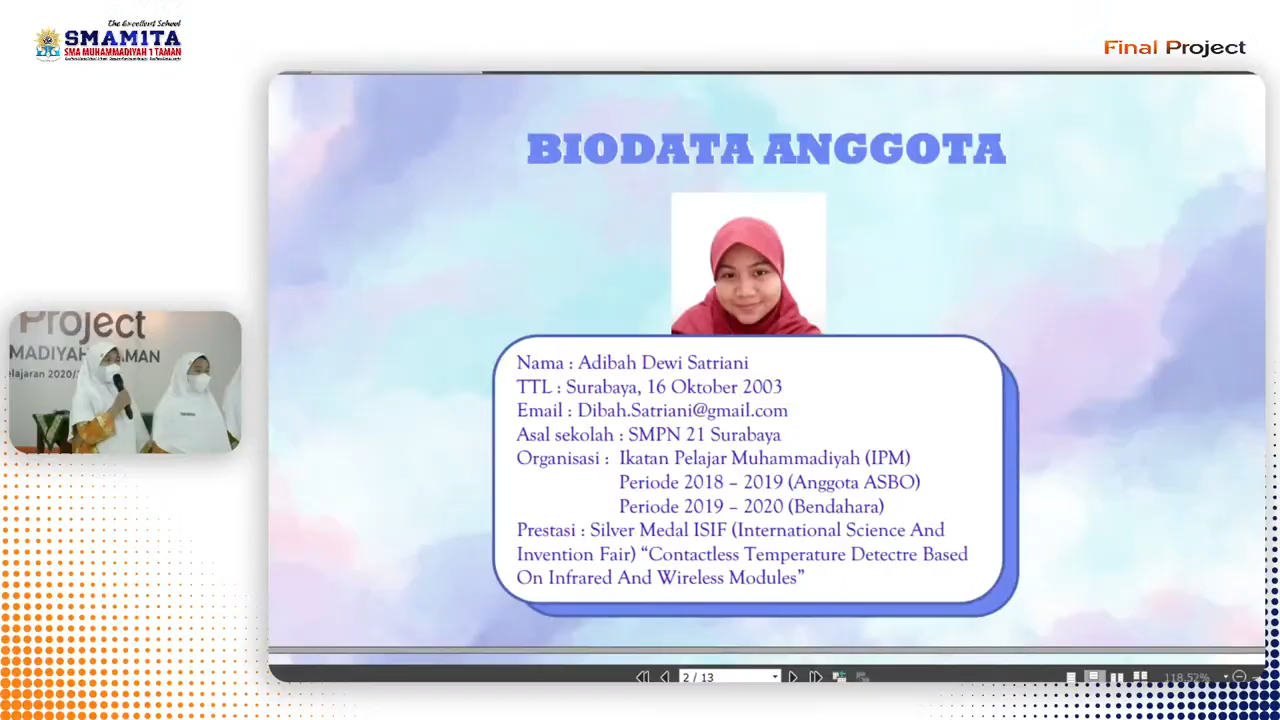 The Excellent School
SMAMITA
SMA MUHAMMADIYAH 1 TAMAN
Final Project
BIODATA ANGGOTA
Nama : Adibah Dewi Satriani
TTL : Surabaya, 16 Oktober 2003
Email : Dibah.Satriani@gmail.com
Asal sekolah : SMPN 21 Surabaya
Organisasi : Ikatan Pelajar Muhammadiyah (IPM)
Periode 2018 – 2019 (Anggota ASBO)
Periode 2019 – 2020 (Bendahara)
Prestasi : Silver Medal ISIF (International Science And
Invention Fair) “Contactless Temperature Detectre Based
On Infrared And Wireless Modules”
Project
MADIYAH TAMAN
elajaran 2020/
2 / 13
118.52%